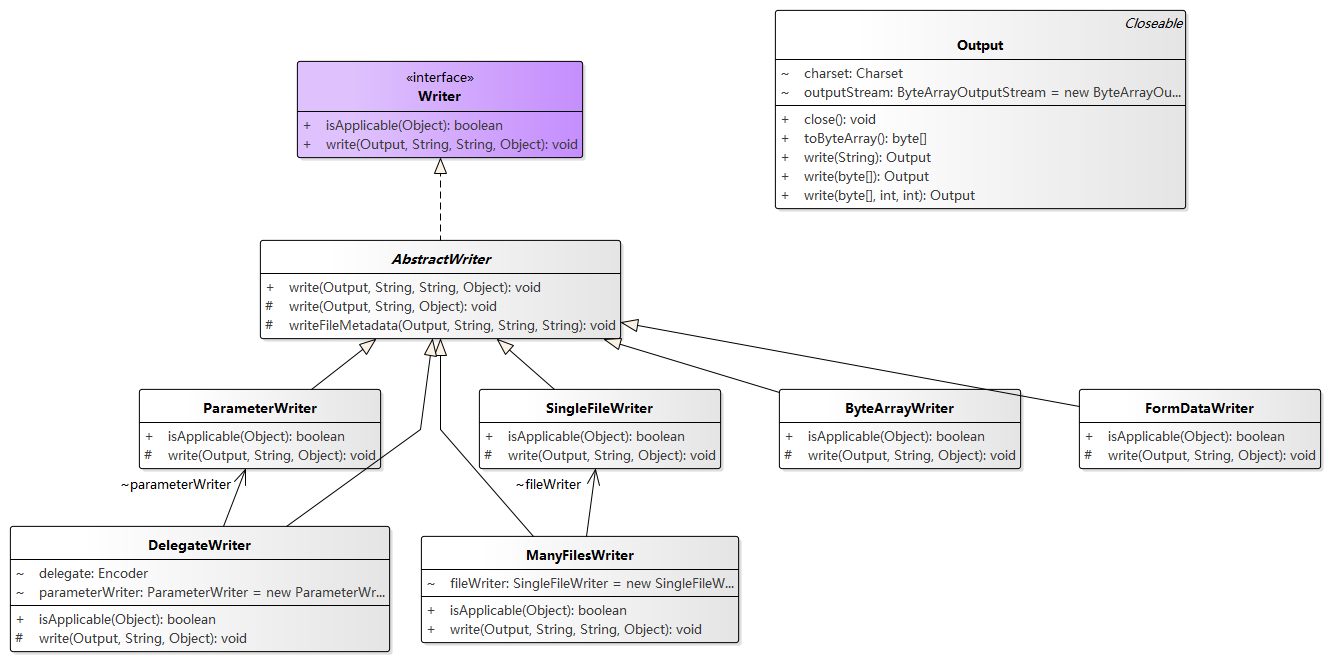 Closeable
Output
~ charset: Charset
~ outputStream: ByteArrayOutputStream = new ByteArrayOu...
+ close(): void
+ toByteArray(): byte[]
+ write(String): Output
+ write(byte[]): Output
+ write(byte[], int, int): Output
«interface»
Writer
+ isApplicable(Object): boolean
+ write(Output, String, String, Object): void
AbstractWriter
+ write(Output, String, String, Object): void
# write(Output, String, Object): void
# writeFileMetadata(Output, String, String, String): void
ParameterWriter
+ isApplicable(Object): boolean
# write(Output, String, Object): void
SingleFileWriter
+ isApplicable(Object): boolean
# write(Output, String, Object): void
ByteArrayWriter
+ isApplicable(Object): boolean
# write(Output, String, Object): void
FormDataWriter
+ isApplicable(Object): boolean
# write(Output, String, Object): void
~parameterWriter
~fileWriter
DelegateWriter
~ delegate: Encoder
~ parameterWriter: ParameterWriter = new ParameterWr...
+ isApplicable(Object): boolean
# write(Output, String, Object): void
ManyFilesWriter
~ fileWriter: SingleFileWriter = new SingleFileW...
+ isApplicable(Object): boolean
+ write(Output, String, String, Object): void